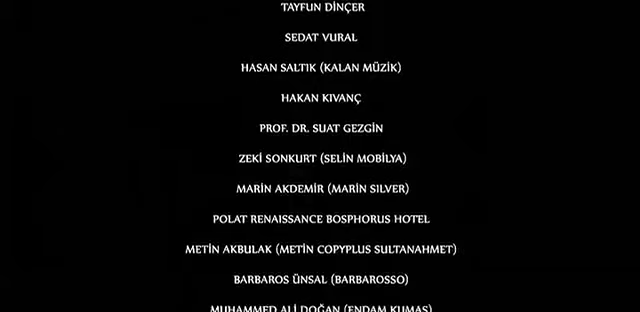 TAYFUN DİNÇER
SEDAT VURAL
HASAN SALTIK (KALAN MÜZİK)
HAKAN KIVANÇ
PROF. DR. SUAT GEZGİN
ZEKİ SONKURT (SELİN MOBİLYA)
MARİN AKDEMİR (MARİN SILVER)
POLAT RENAISSANCE BOSPHORUS HOTEL
METİN AKBULAK (METİN COPYPLUS SULTANAHMET)
BARBAROS ÜNSAL (BARBAROSSO)
MUHAMMED ALİ DOĞAN (ENDAM KUMAŞ)